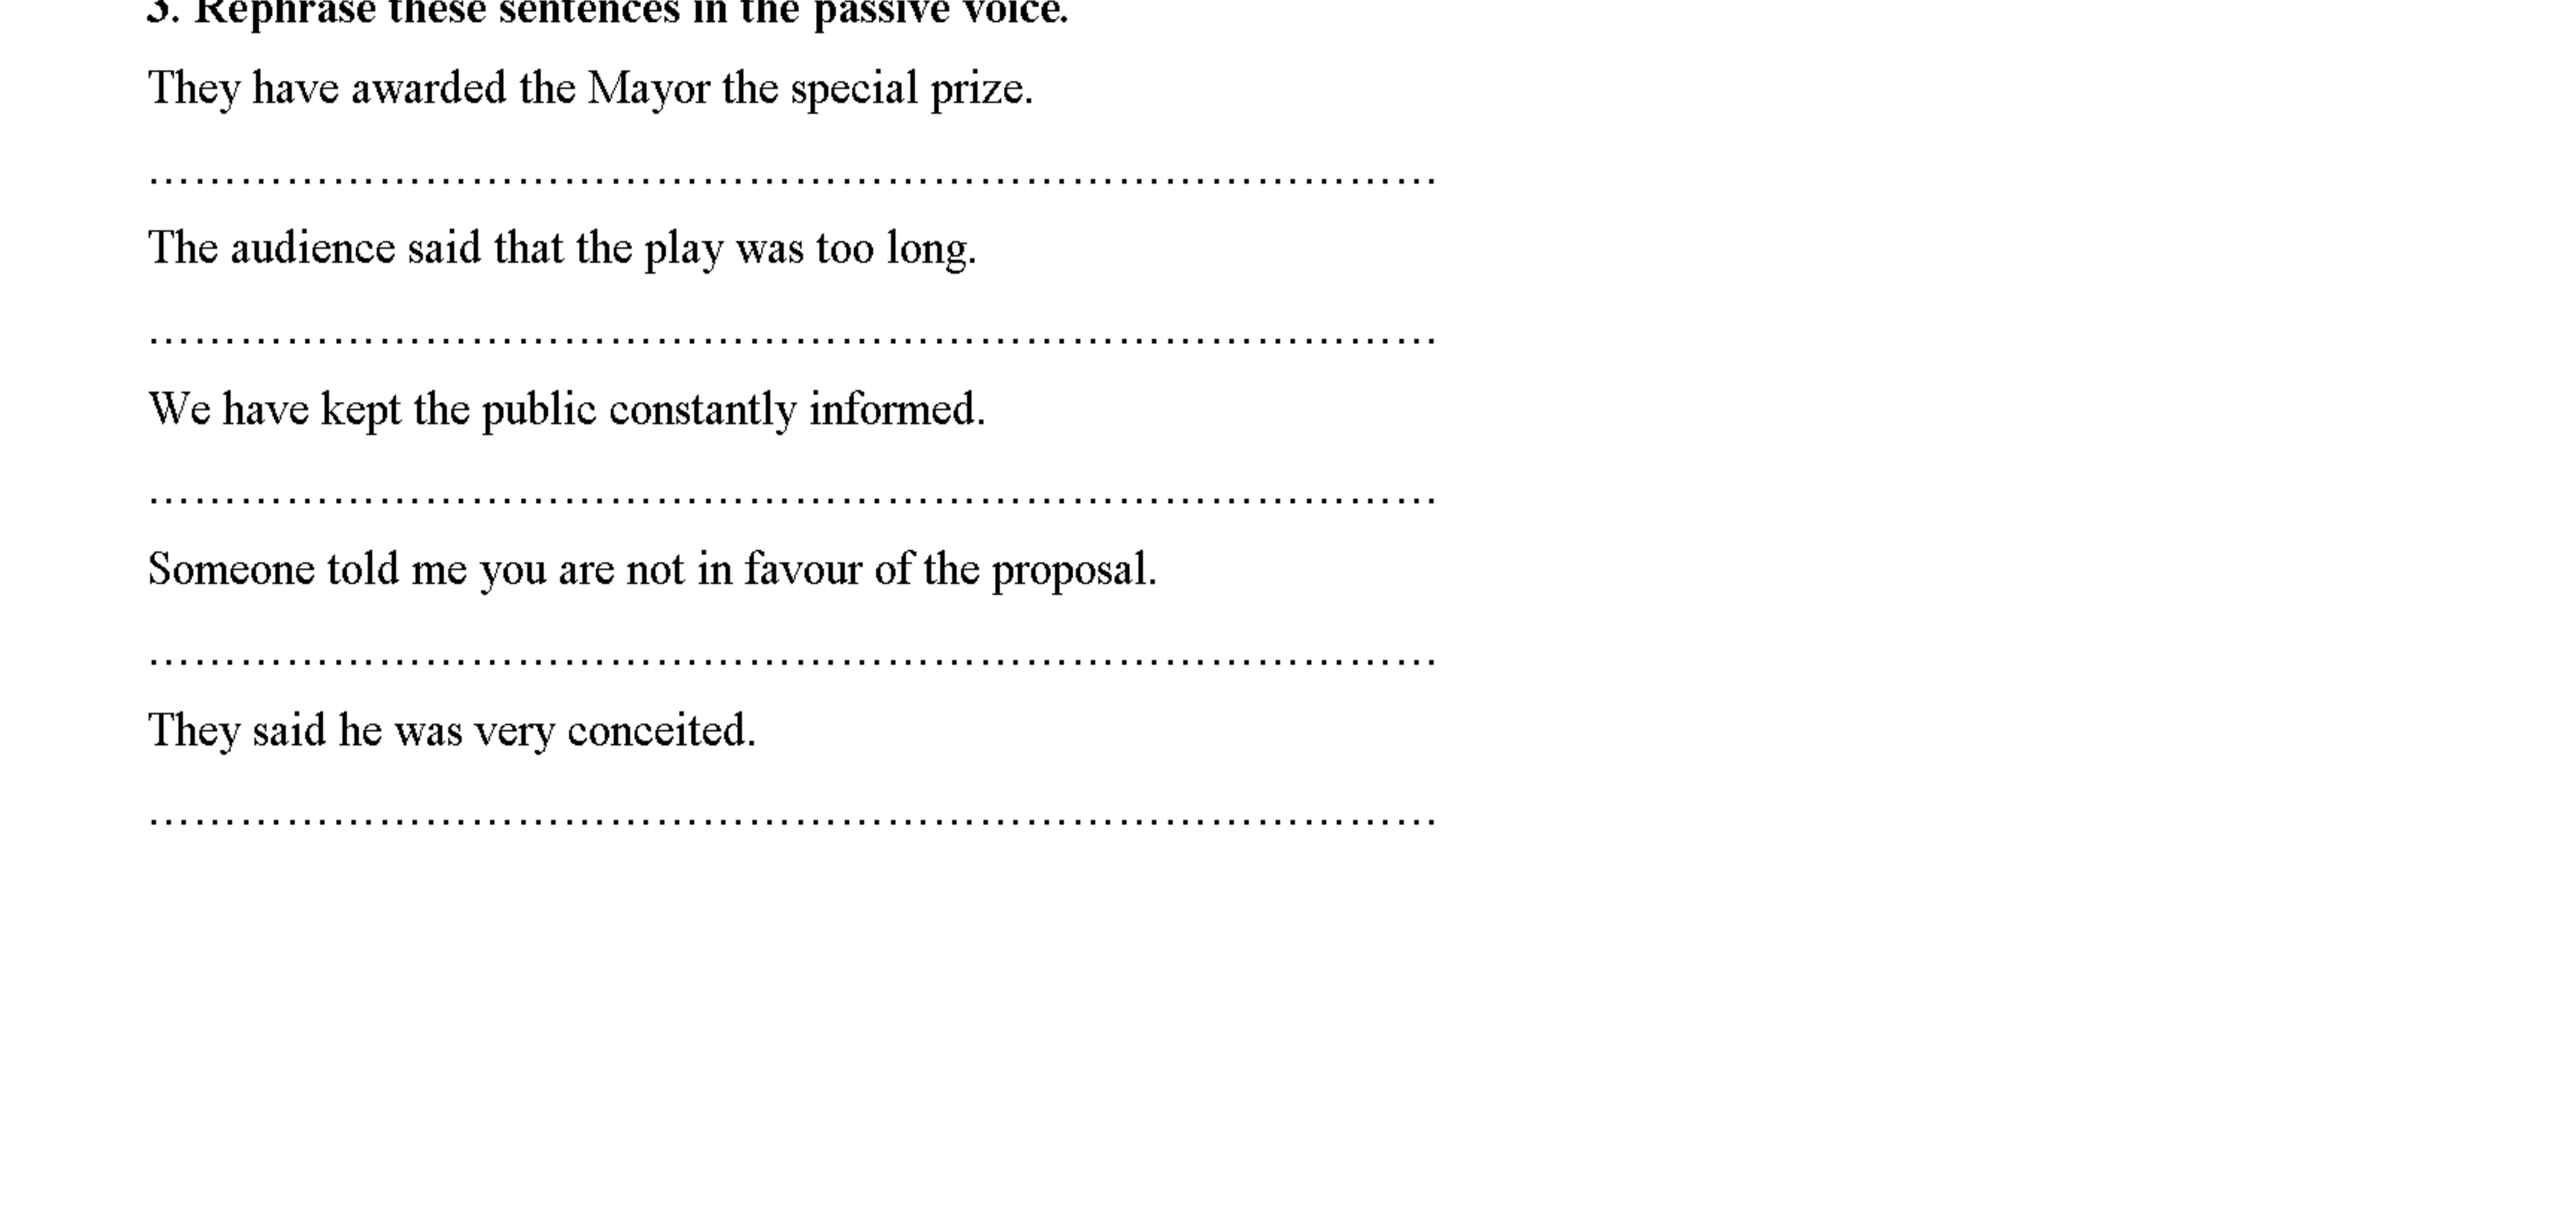 3. Rephrase these sentences in the passive voice.
They have awarded the Mayor the special prize.
....................................................................................
The audience said that the play was too long.
....................................................................................
We have kept the public constantly informed.
....................................................................................
Someone told me you are not in favour of the proposal.
....................................................................................
They said he was very conceited.
....................................................................................